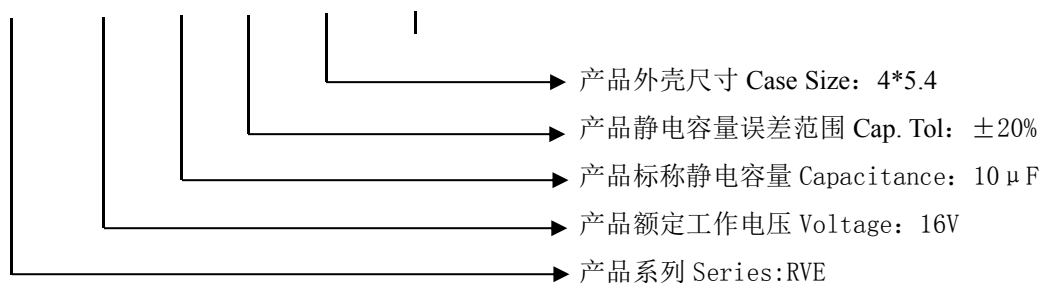 产品外壳尺寸 Case Size：4*5.4
产品静电容量误差范围 Cap. Tol：±20%
产品标称静电容量 Capacitance：10μF
产品额定工作电压 Voltage：16V
产品系列 Series:RVE